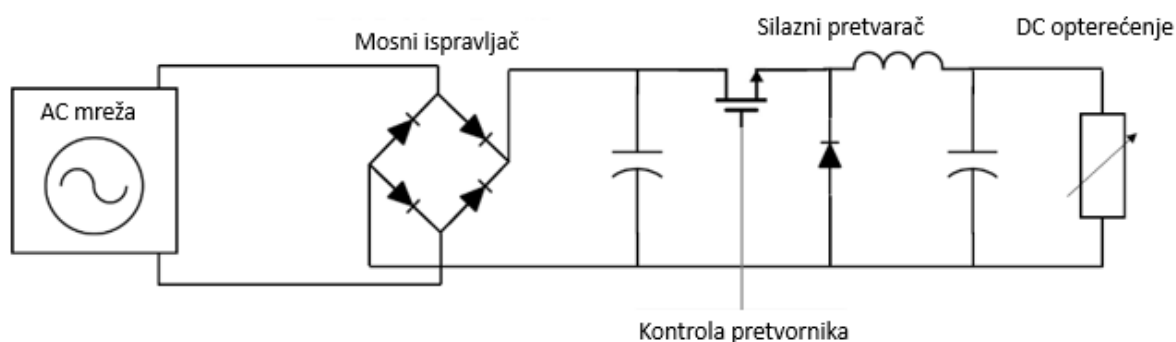 Mosni ispravljač
Silazni pretvarač
DC opterećenje
AC mreža
Kontrola pretvornika